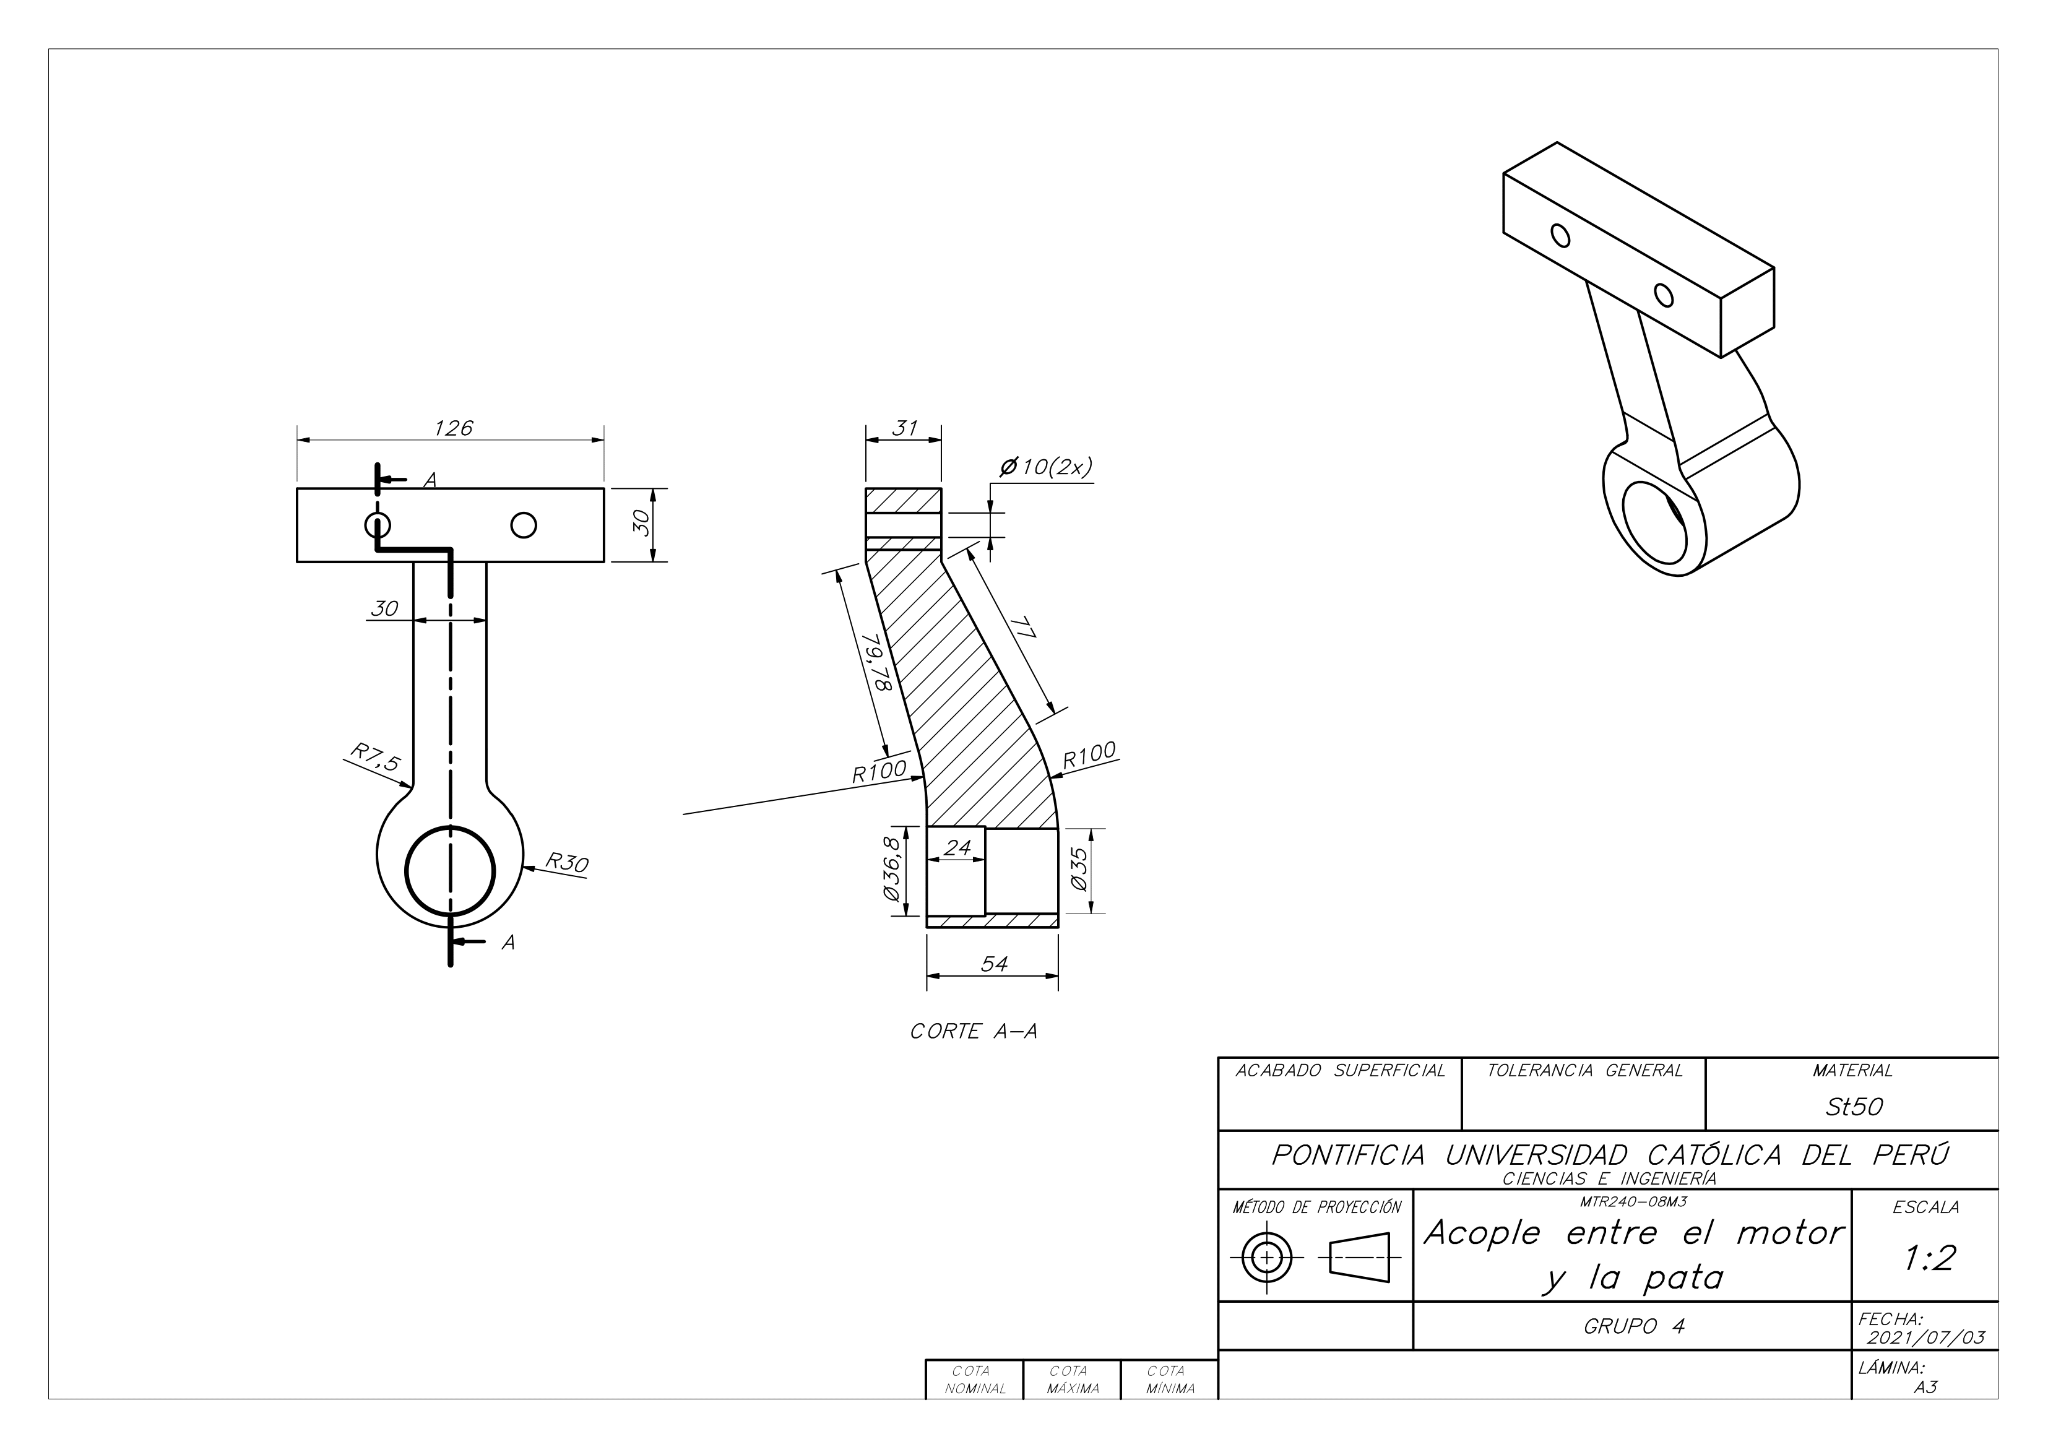 126
A
30
30
R7,5
R30
A
31
Ø10(2x)
79,78
77
R100
R100
Ø36,8
24
Ø35
54
CORTE A-A
ACABADO SUPERFICIAL
TOLERANCIA GENERAL
MATERIAL
St50
PONTIFICIA UNIVERSIDAD CATÓLICA DEL PERÚ
CIENCIAS E INGENIERÍA
MÉTODO DE PROYECCIÓN
MTR240-08M3
Acople entre el motor
y la pata
ESCALA
1:2
GRUPO 4
FECHA:
2021/07/03
LÁMINA:
A3
COTA
NOMINAL
COTA
MÁXIMA
COTA
MÍNIMA